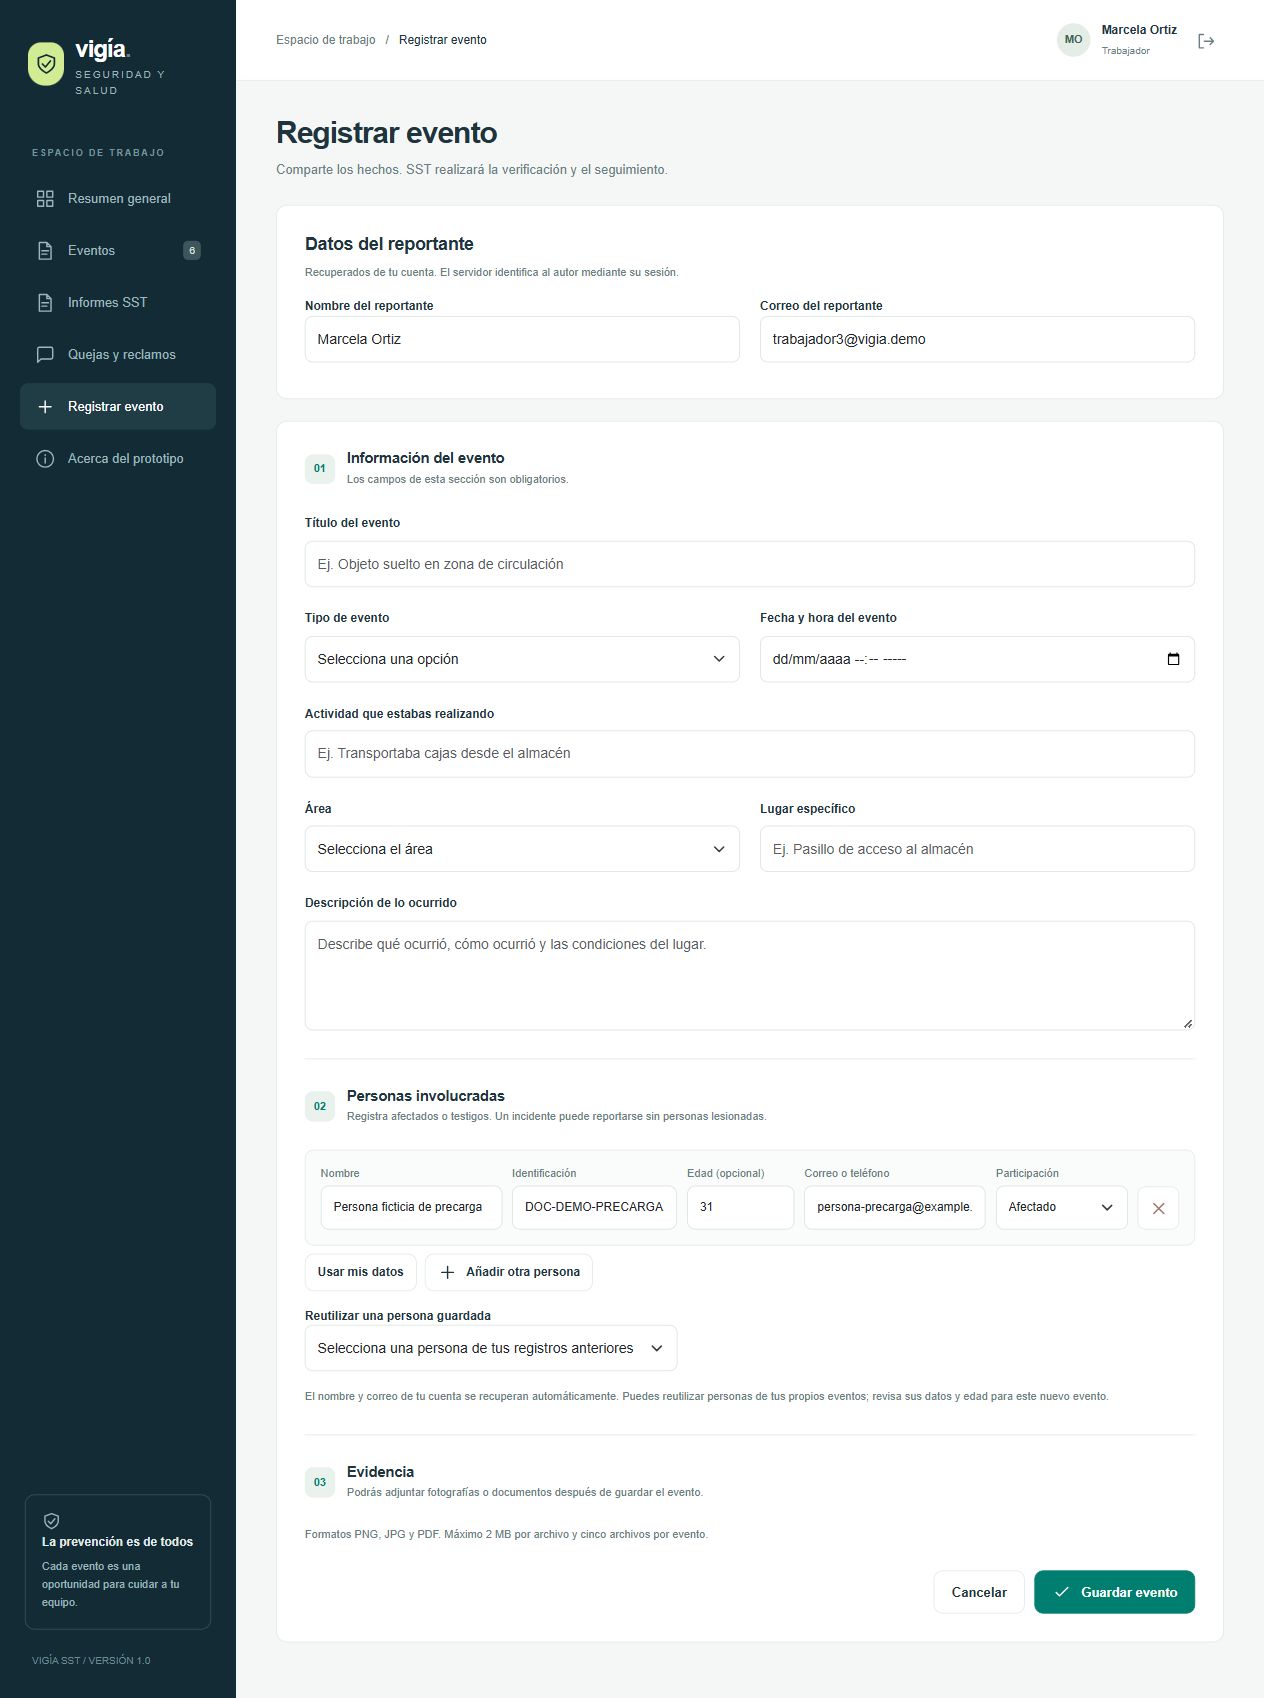 vigía.
SEGURIDAD Y
SALUD
ESPACIO DE TRABAJO
Resumen general
Eventos 6
Informes SST
Quejas y reclamos
Registrar evento
Acerca del prototipo
La prevención es de todos
Cada evento es una
oportunidad para cuidar a tu
equipo.
VIGÍA SST / VERSIÓN 1.0
Espacio de trabajo / Registrar evento
MO
Marcela Ortiz
Trabajador
Registrar evento
Comparte los hechos. SST realizará la verificación y el seguimiento.
Datos del reportante
Recuperados de tu cuenta. El servidor identifica al autor mediante su sesión.
Nombre del reportante Correo del reportante
Marcela Ortiz trabajador3@vigia.demo
01 Información del evento
Los campos de esta sección son obligatorios.
Título del evento
Ej. Objeto suelto en zona de circulación
Tipo de evento Fecha y hora del evento
Selecciona una opción dd/mm/aaaa --:-- -----
Actividad que estabas realizando
Ej. Transportaba cajas desde el almacén
Área Lugar específico
Selecciona el área Ej. Pasillo de acceso al almacén
Descripción de lo ocurrido
Describe qué ocurrió, cómo ocurrió y las condiciones del lugar.
02 Personas involucradas
Registra afectados o testigos. Un incidente puede reportarse sin personas lesionadas.
Nombre Identificación Edad (opcional) Correo o teléfono Participación
Persona ficticia de precarga DOC-DEMO-PRECARGA 31 persona-precarga@example. Afectado
Usar mis datos Añadir otra persona
Reutilizar una persona guardada
Selecciona una persona de tus registros anteriores
El nombre y correo de tu cuenta se recuperan automáticamente. Puedes reutilizar personas de tus propios eventos; revisa sus datos y edad para este nuevo evento.
03 Evidencia
Podrás adjuntar fotografías o documentos después de guardar el evento.
Formatos PNG, JPG y PDF. Máximo 2 MB por archivo y cinco archivos por evento.
Cancelar Guardar evento